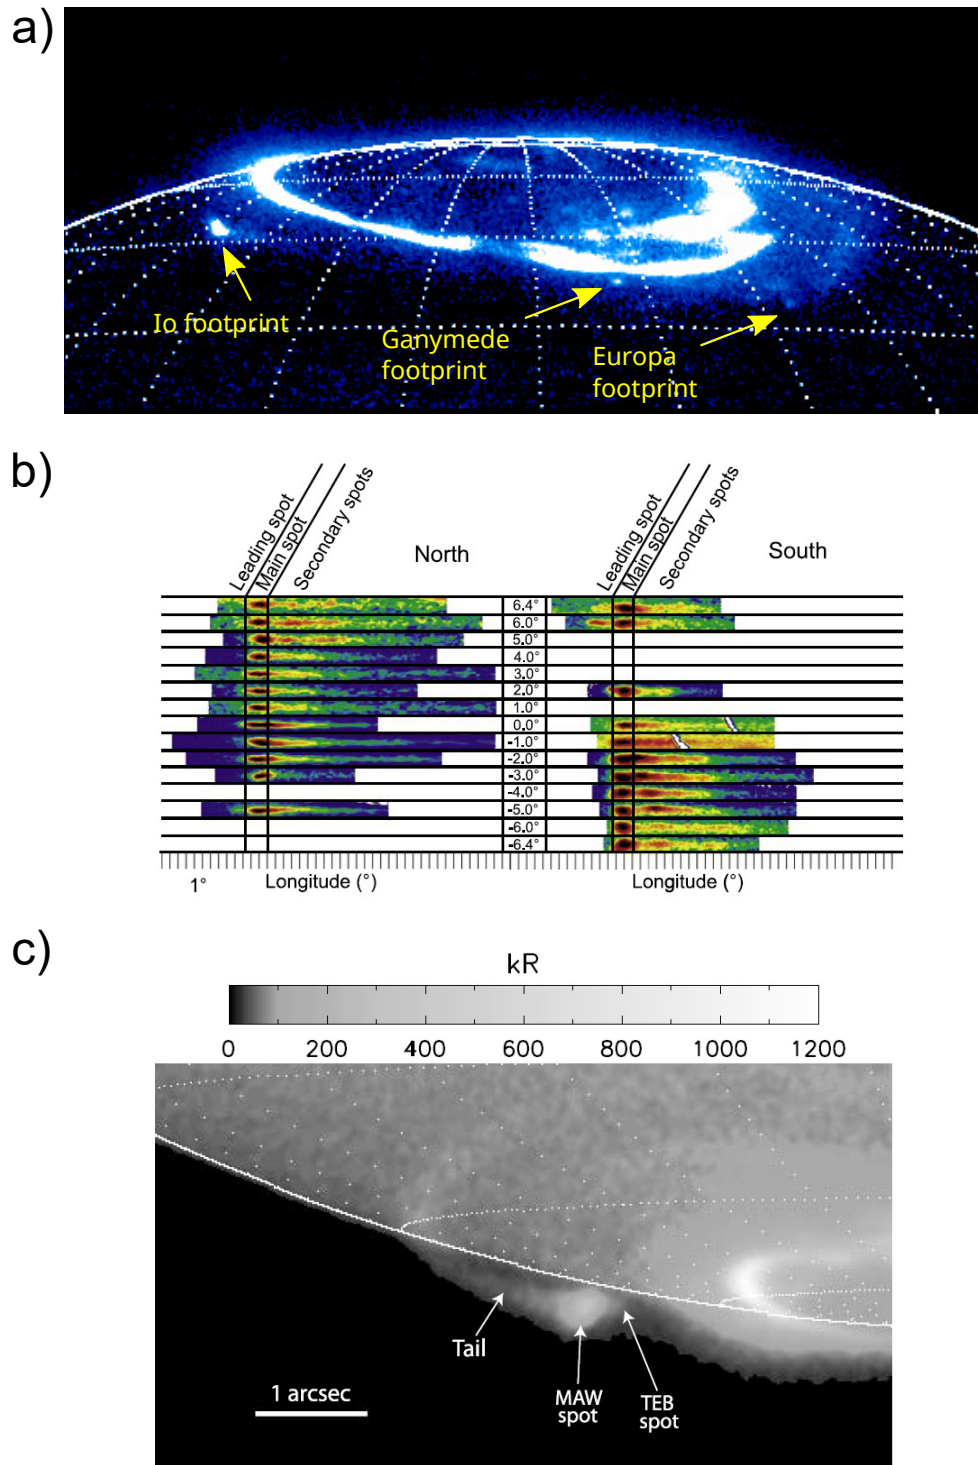 a)
Io footprint
Ganymede
footprint
Europa
footprint
b)
Leading spot
Main spot
Secondary spots
North
Leading spot
Main spot
Secondary spots
South
6.4°
6.0°
5.0°
4.0°
3.0°
2.0°
1.0°
0.0°
-1.0°
-2.0°
-3.0°
-4.0°
-5.0°
-6.0°
-6.4°
1°
Longitude (°)
Longitude (°)
c)
kR
0 200 400 600 800 1000 1200
Tail
MAW
spot
TEB
spot
1 arcsec